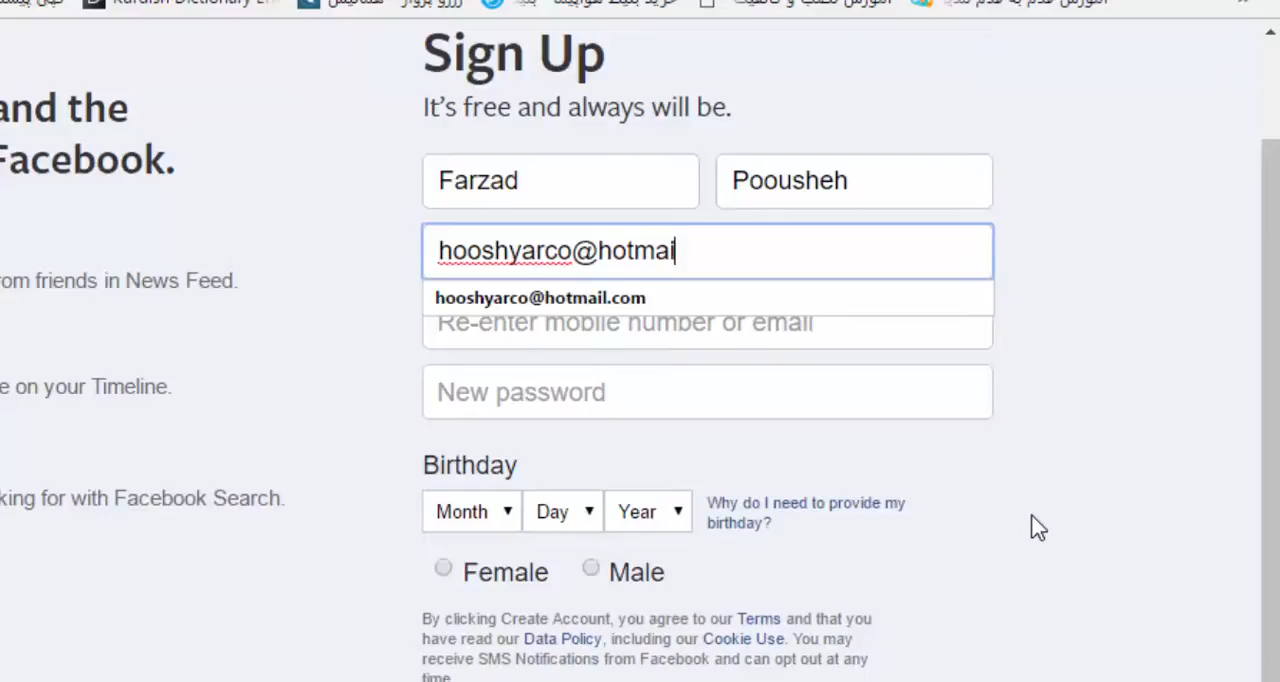 Sign Up
and the
It's free and always will be.
Facebook.
Farzad
Poousheh
hooshyarco@hotmai
rom friends in News Feed.
hooshyarco@hotmail.com
Re-enter mobile number or email
e on your Timeline.
New password
Birthday
king for with Facebook Search.
Month
Day
Year
Why do I need to provide my
birthday?
Female
Male
By clicking Create Account, you agree to our Terms and that you
have read our Data Policy, including our Cookie Use. You may
receive SMS Notifications from Facebook and can opt out at any
time.